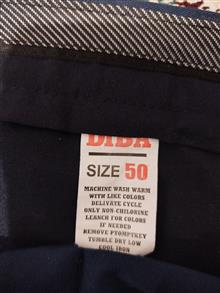 DIBA
SIZE 50
MACHINE WASH WARM
WITH LIKE COLORS
DELIVATE CYCLE
ONLY NON-CHILORINE
LEANCH FOR COLORS
IF NEEDED
REMOVE PTOMPTKEY
TUMBLE DRY LOW
COOL IRON